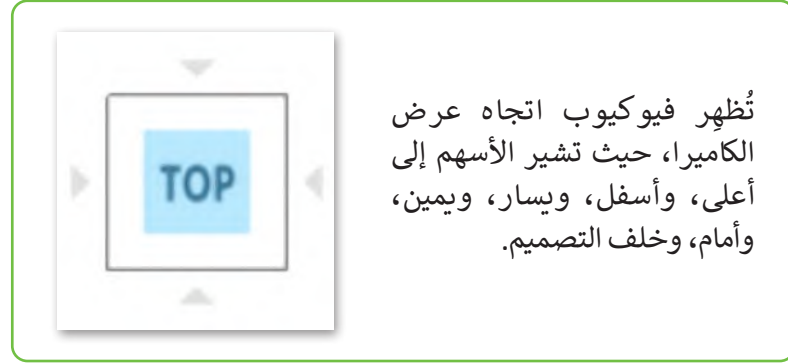 تُظهِر فيوكيوب اتجاه عرض
الكاميرا، حيث تشير الأسهم إلى
أعلى، وأسفل، ويسار، ويمين،
وأمام، وخلف التصميم.
TOP